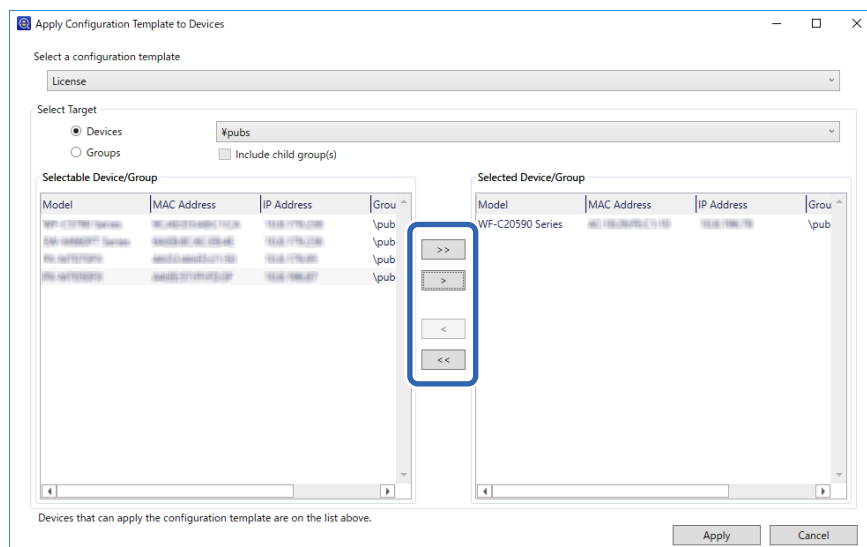 Apply Configuration Template to Devices
Select a configuration template
License
Select Target
Devices
¥pubs
Groups
Include child group(s)
Selectable Device/Group
Selected Device/Group
Model MAC Address IP Address Grou
Model MAC Address IP Address Grou
\pub
\pub
\pub
\pub
WF-C20590 Series \pub
>>
>
<
<<
Devices that can apply the configuration template are on the list above.
Apply Cancel